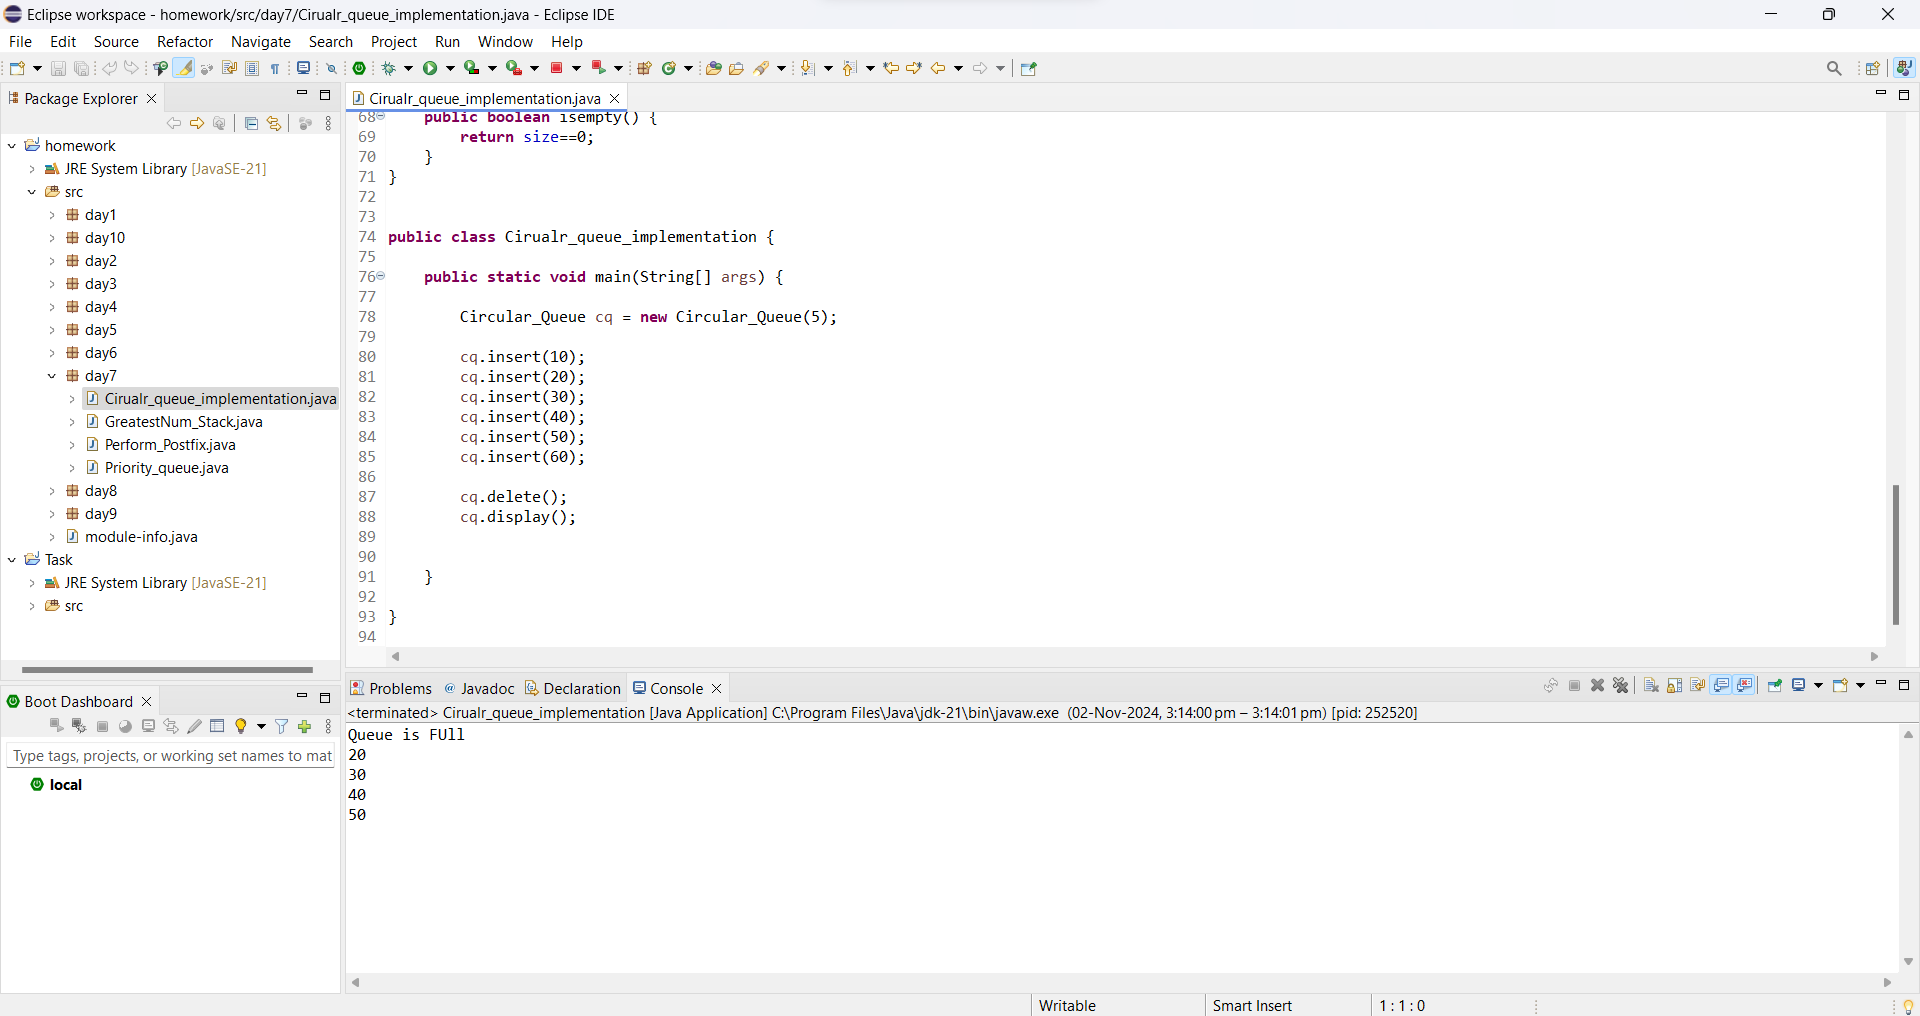 Eclipse workspace - homework/src/day7/Cirualr_queue_implementation.java - Eclipse IDE
File Edit Source Refactor Navigate Search Project Run Window Help
Package Explorer
homework
JRE System Library [JavaSE-21]
src
day1
day10
day2
day3
day4
day5
day6
day7
Cirualr_queue_implementation.java
GreatestNum_Stack.java
Perform_Postfix.java
Priority_queue.java
day8
day9
module-info.java
Task
JRE System Library [JavaSE-21]
src
Boot Dashboard
Type tags, projects, or working set names to mat
local
Cirualr_queue_implementation.java
68 public boolean isempty() {
69 return size==0;
70 }
71 }
72
73
74 public class Cirualr_queue_implementation {
75
76 public static void main(String[] args) {
77
78 Circular_Queue cq = new Circular_Queue(5);
79
80 cq.insert(10);
81 cq.insert(20);
82 cq.insert(30);
83 cq.insert(40);
84 cq.insert(50);
85 cq.insert(60);
86
87 cq.delete();
88 cq.display();
89
90
91 }
92
93 }
94
Problems Javadoc Declaration Console
<terminated> Cirualr_queue_implementation [Java Application] C:\Program Files\Java\jdk-21\bin\javaw.exe (02-Nov-2024, 3:14:00 pm – 3:14:01 pm) [pid: 252520]
Queue is FUll
20
30
40
50
Writable Smart Insert 1 : 1 : 0